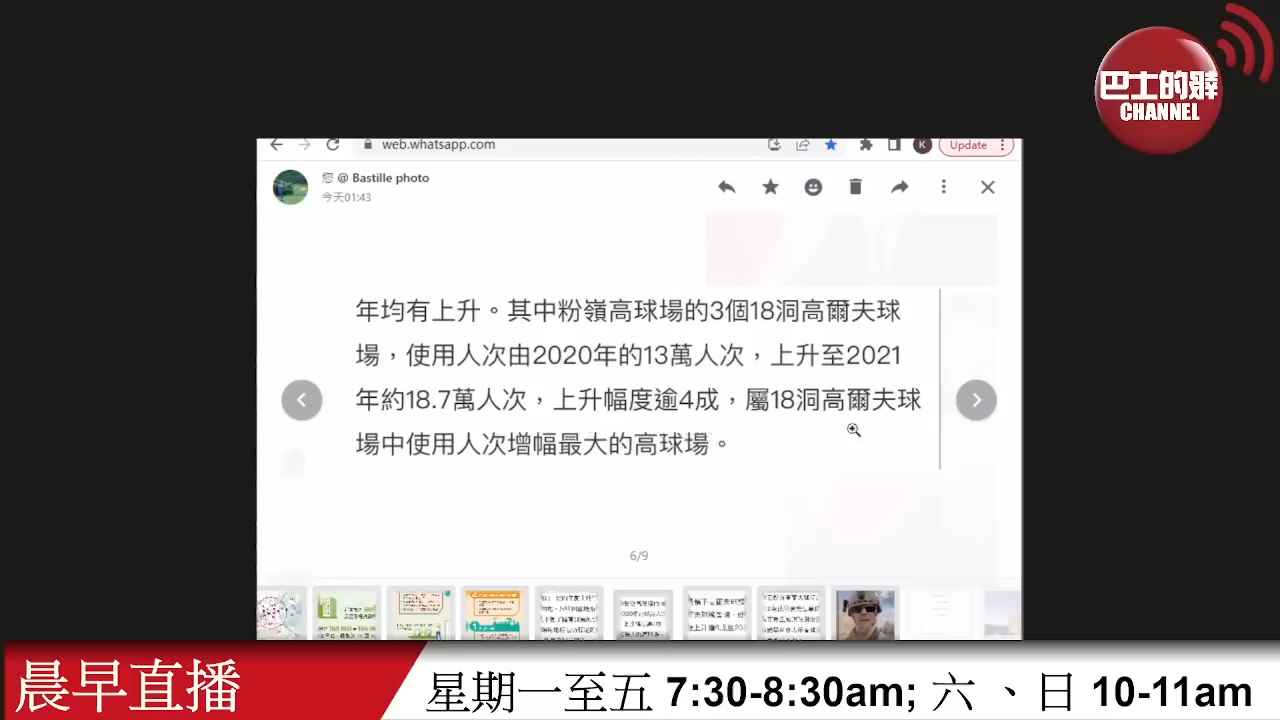 巴士的報
CHANNEL
web.whatsapp.com
K
Update
您 @ Bastille photo
今天01:43
年均有上升。其中粉嶺高球場的3個18洞高爾夫球
場，使用人次由2020年的13萬人次，上升至2021
年約18.7萬人次，上升幅度逾4成，屬18洞高爾夫球
場中使用人次增幅最大的高球場。
6/9
晨早直播
星期一至五 7:30-8:30am; 六 、日 10-11am